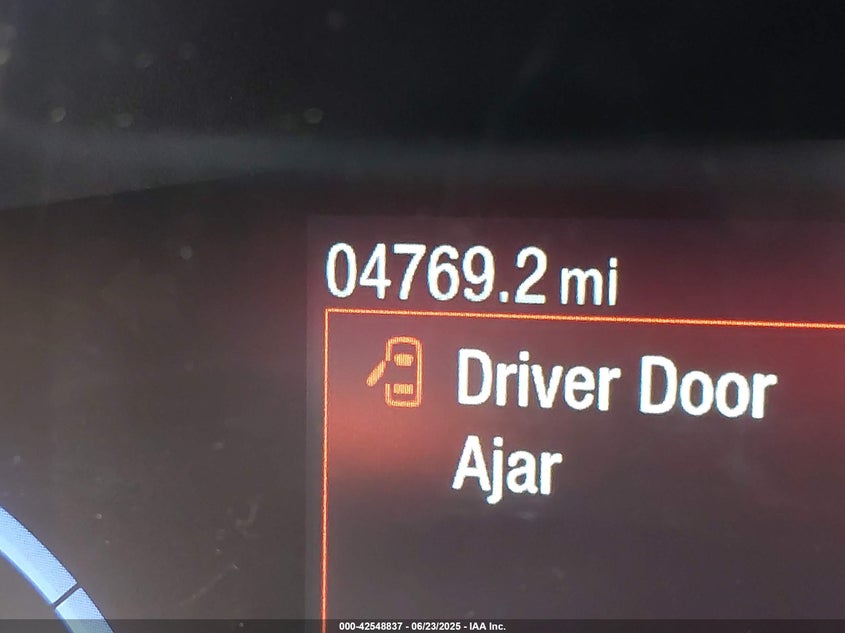 04769.2 mi
Driver Door
Ajar
000-42548837 - 06/23/2025 - IAA Inc.